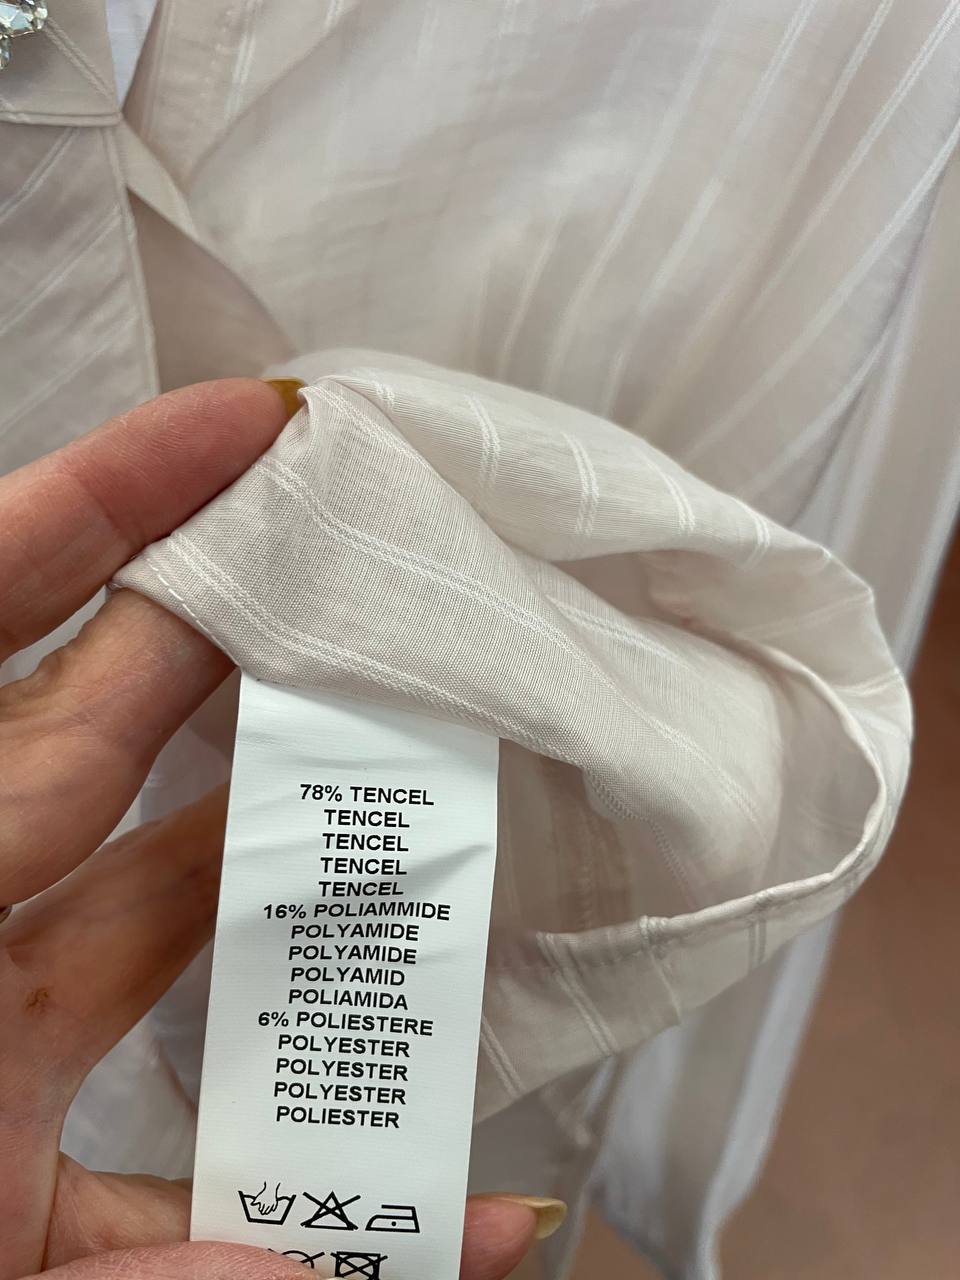 78% TENCEL
TENCEL
TENCEL
TENCEL
TENCEL
16% POLIAMMIDE
POLYAMIDE
POLYAMIDE
POLYAMID
POLIAMIDA
6% POLIESTERE
POLYESTER
POLYESTER
POLYESTER
POLIESTER